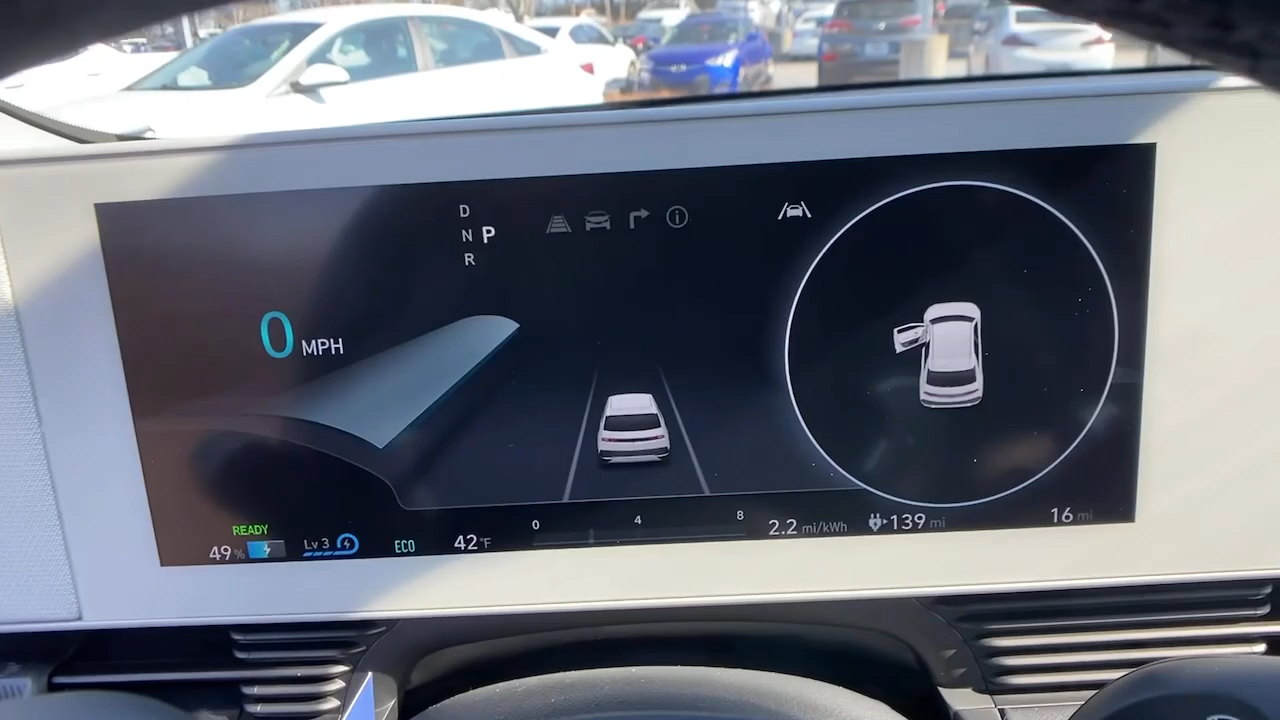 D
N P
R
0 MPH
READY
49% Lv 3 ECO 42°F
0 4 8
2.2 mi/kWh 139 mi 16 mi